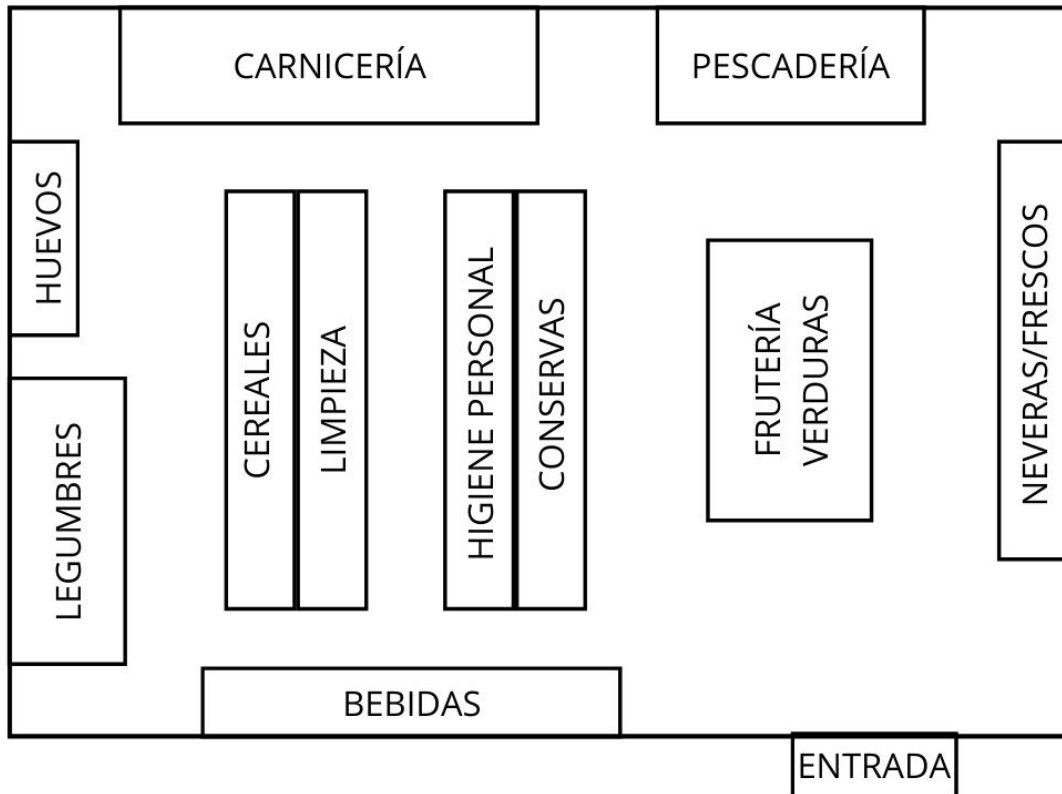 CARNICERÍA
PESCADERÍA
HUEVOS
LEGUMBRES
CEREALES
LIMPIEZA
HIGIENE PERSONAL
CONSERVAS
FRUTERÍA
VERDURAS
NEVERAS/FRESCOS
BEBIDAS
ENTRADA